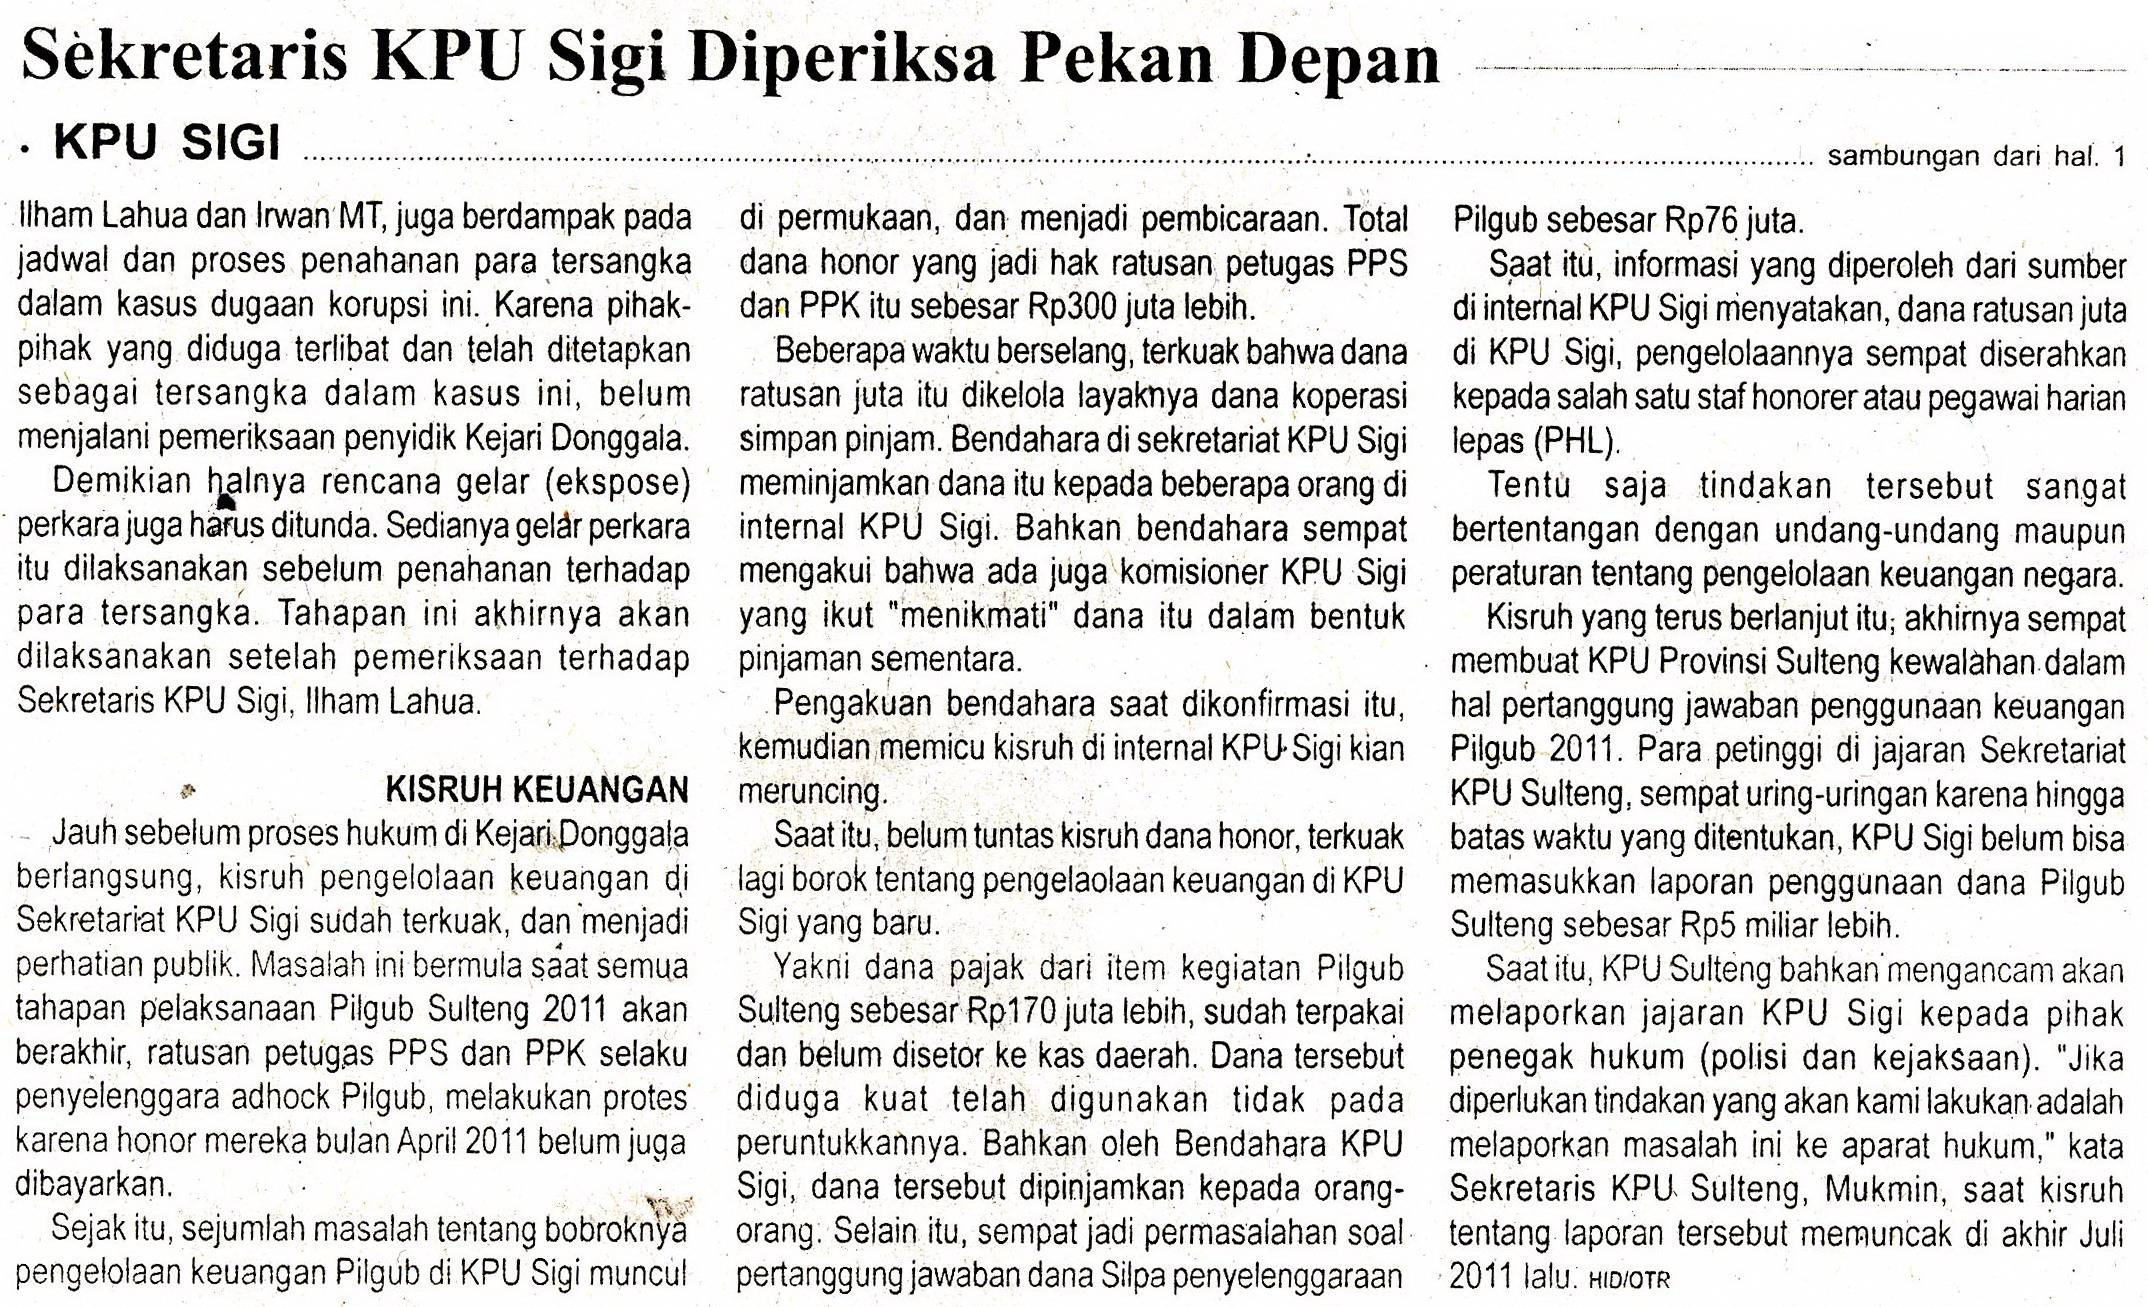 Sekretaris KPU Sigi Diperiksa Pekan Depan
· KPU SIGI ........ sambungan dari hal. 1
Ilham Lahua dan Irwan MT, juga berdampak pada
jadwal dan proses penahanan para tersangka
dalam kasus dugaan korupsi ini. Karena pihak-
pihak yang diduga terlibat dan telah ditetapkan
sebagai tersangka dalam kasus ini, belum
menjalani pemeriksaan penyidik Kejari Donggala.
Demikian halnya rencana gelar (ekspose)
perkara juga harus ditunda. Sedianya gelar perkara
itu dilaksanakan sebelum penahanan terhadap
para tersangka. Tahapan ini akhirnya akan
dilaksanakan setelah pemeriksaan terhadap
Sekretaris KPU Sigi, Ilham Lahua.
KISRUH KEUANGAN
Jauh sebelum proses hukum di Kejari Donggala
berlangsung, kisruh pengelolaan keuangan di
Sekretariat KPU Sigi sudah terkuak, dan menjadi
perhatian publik. Masalah ini bermula saat semua
tahapan pelaksanaan Pilgub Sulteng 2011 akan
berakhir, ratusan petugas PPS dan PPK selaku
penyelenggara adhock Pilgub, melakukan protes
karena honor mereka bulan April 2011 belum juga
dibayarkan.
Sejak itu, sejumlah masalah tentang bobroknya
pengelolaan keuangan Pilgub di KPU Sigi muncul
di permukaan, dan menjadi pembicaraan. Total
dana honor yang jadi hak ratusan petugas PPS
dan PPK itu sebesar Rp300 juta lebih.
Beberapa waktu berselang, terkuak bahwa dana
ratusan juta itu dikelola layaknya dana koperasi
simpan pinjam. Bendahara di sekretariat KPU Sigi
meminjamkan dana itu kepada beberapa orang di
internal KPU Sigi. Bahkan bendahara sempat
mengakui bahwa ada juga komisioner KPU Sigi
yang ikut "menikmati" dana itu dalam bentuk
pinjaman sementara.
Pengakuan bendahara saat dikonfirmasi itu,
kemudian memicu kisruh di internal KPU Sigi kian
meruncing.
Saat itu, belum tuntas kisruh dana honor, terkuak
lagi borok tentang pengelaolaan keuangan di KPU
Sigi yang baru.
Yakni dana pajak dari item kegiatan Pilgub
Sulteng sebesar Rp170 juta lebih, sudah terpakai
dan belum disetor ke kas daerah. Dana tersebut
diduga kuat telah digunakan tidak pada
peruntukkannya. Bahkan oleh Bendahara KPU
Sigi, dana tersebut dipinjamkan kepada orang-
orang. Selain itu, sempat jadi permasalahan soal
pertanggung jawaban dana Silpa penyelenggaraan
Pilgub sebesar Rp76 juta.
Saat itu, informasi yang diperoleh dari sumber
di internal KPU Sigi menyatakan, dana ratusan juta
di KPU Sigi, pengelolaannya sempat diserahkan
kepada salah satu staf honorer atau pegawai harian
lepas (PHL).
Tentu saja tindakan tersebut sangat
bertentangan dengan undang-undang maupun
peraturan tentang pengelolaan keuangan negara.
Kisruh yang terus berlanjut itu, akhirnya sempat
membuat KPU Provinsi Sulteng kewalahan dalam
hal pertanggung jawaban penggunaan keuangan
Pilgub 2011. Para petinggi di jajaran Sekretariat
KPU Sulteng, sempat uring-uringan karena hingga
batas waktu yang ditentukan, KPU Sigi belum bisa
memasukkan laporan penggunaan dana Pilgub
Sulteng sebesar Rp5 miliar lebih.
Saat itu, KPU Sulteng bahkan mengancam akan
melaporkan jajaran KPU Sigi kepada pihak
penegak hukum (polisi dan kejaksaan). "Jika
diperlukan tindakan yang akan kami lakukan adalah
melaporkan masalah ini ke aparat hukum," kata
Sekretaris KPU Sulteng, Mukmin, saat kisruh
tentang laporan tersebut memuncak di akhir Juli
2011 lalu. HID/OTR